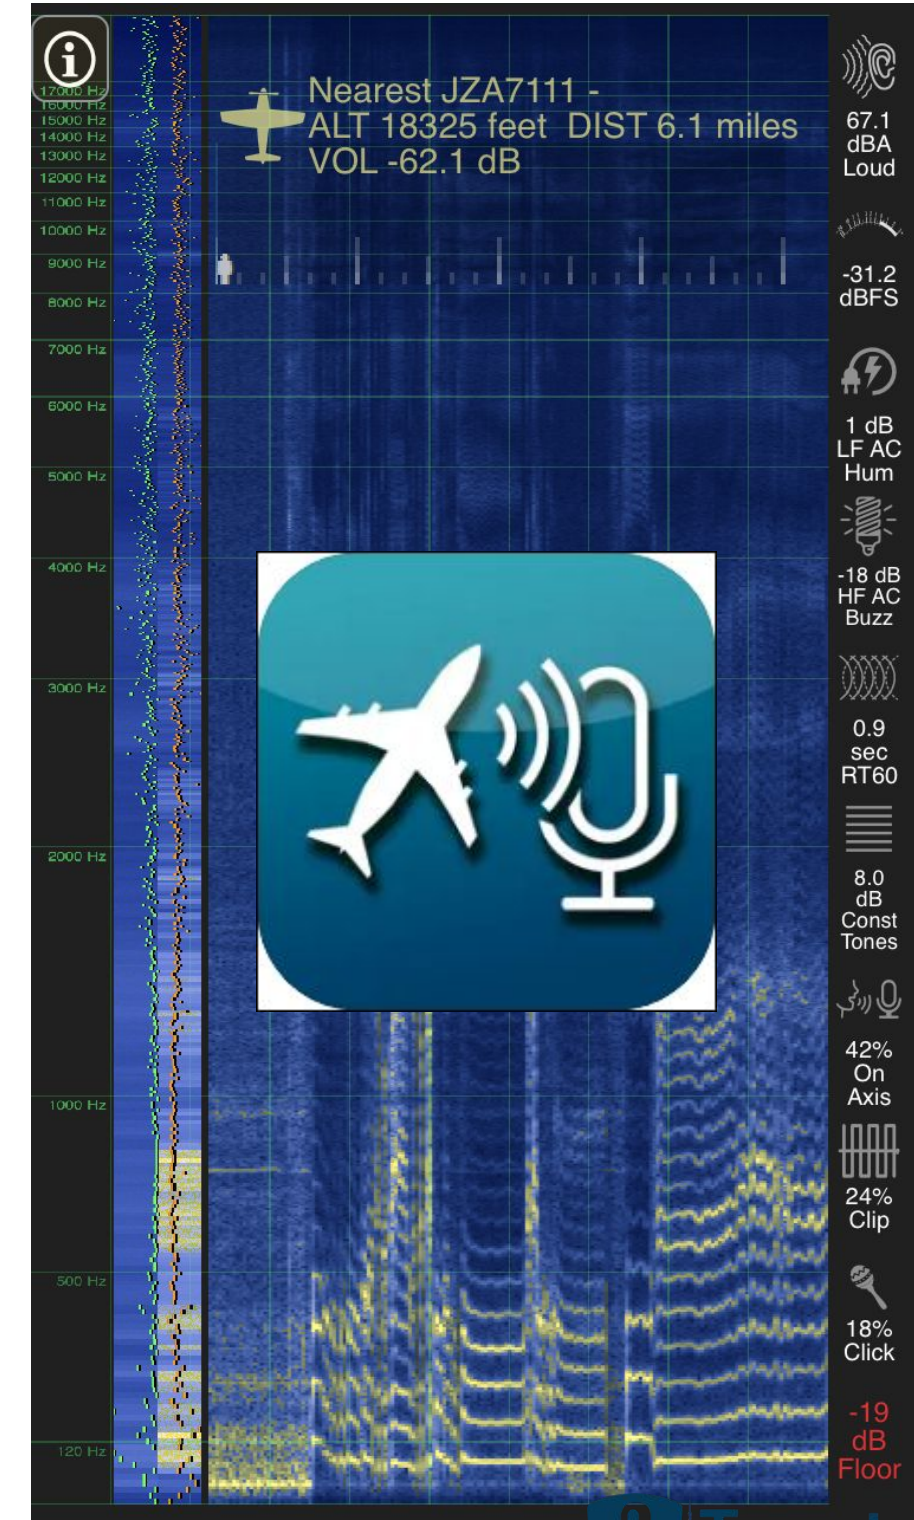 Nearest JZA7111 -
ALT 18325 feet  DIST 6.1 miles
VOL -62.1 dB
17000 Hz
16000 Hz
15000 Hz
14000 Hz
13000 Hz
12000 Hz
11000 Hz
10000 Hz
9000 Hz
8000 Hz
7000 Hz
6000 Hz
5000 Hz
4000 Hz
3000 Hz
2000 Hz
1000 Hz
500 Hz
120 Hz
67.1
dBA
Loud
-31.2
dBFS
1 dB
LF AC
Hum
-18 dB
HF AC
Buzz
0.9
sec
RT60
8.0
dB
Const
Tones
42%
On
Axis
24%
Clip
18%
Click
-19
dB
Floor